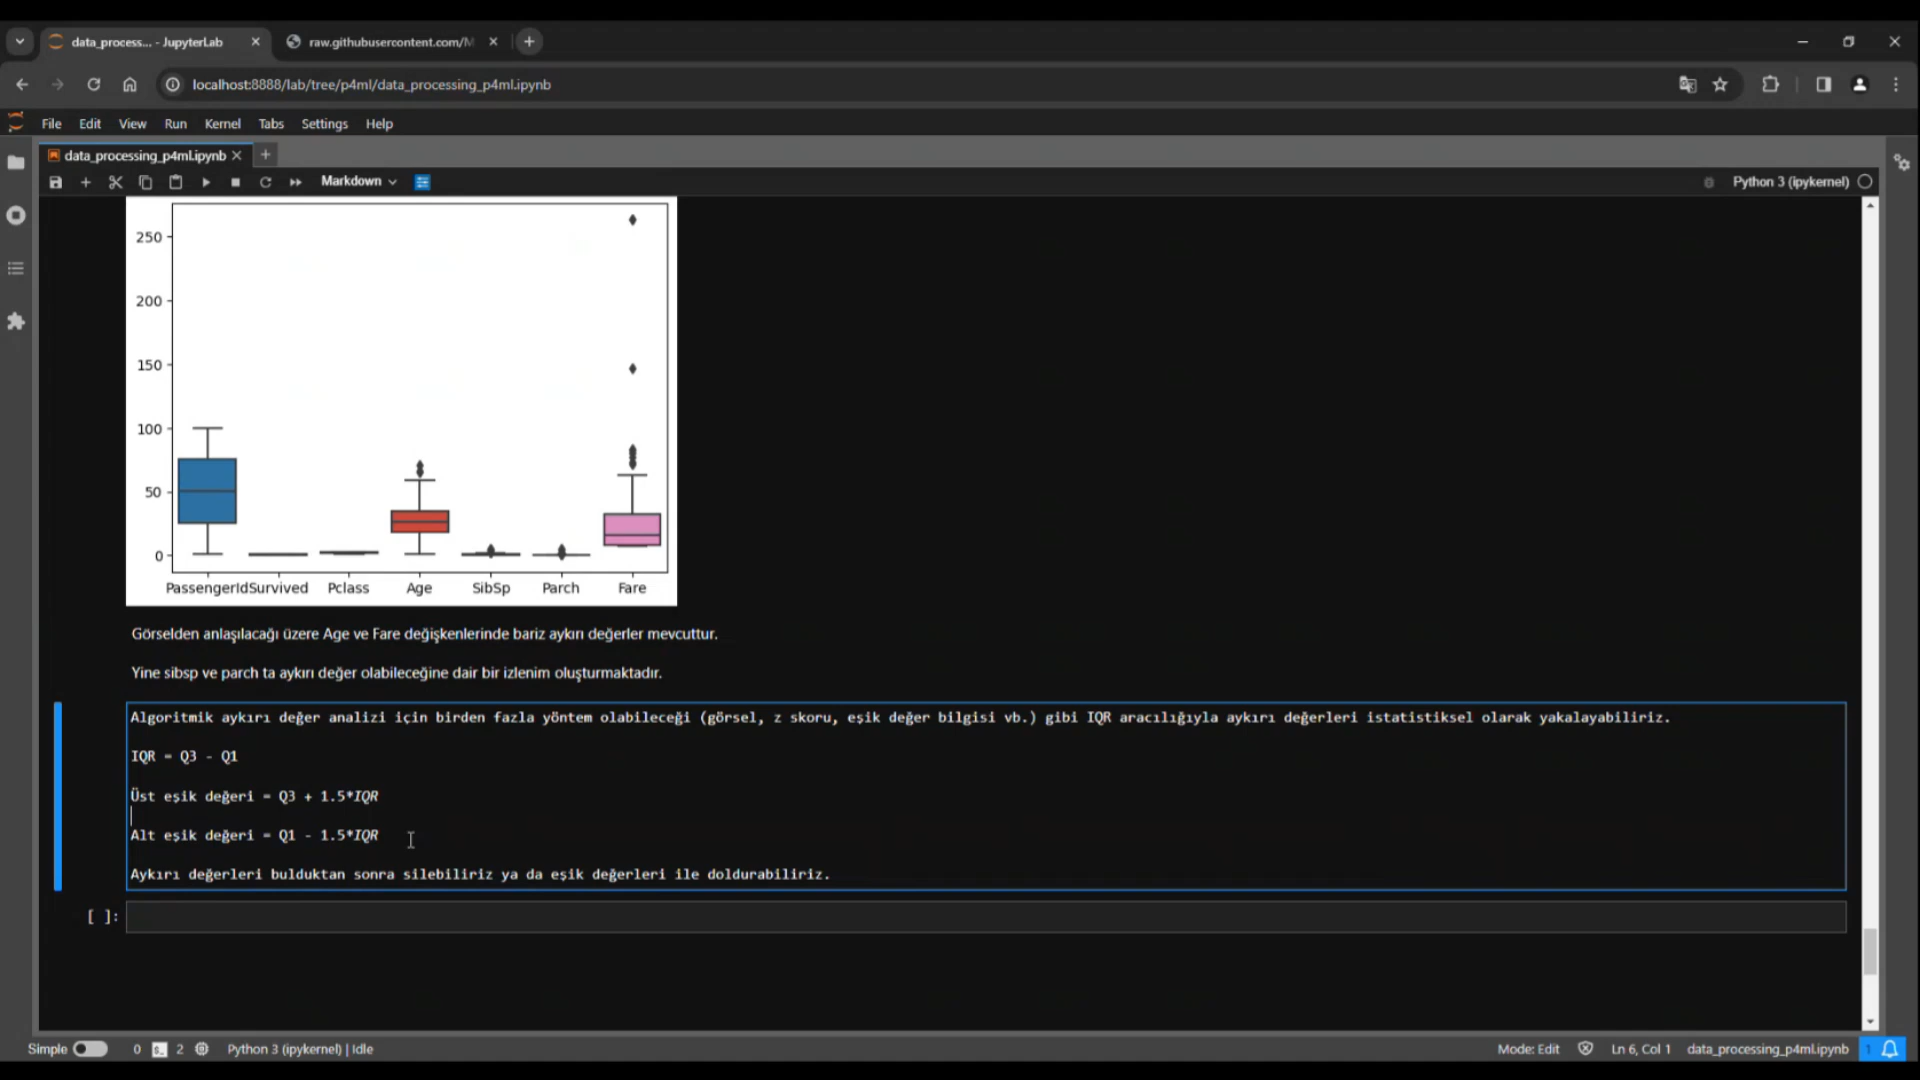 data_process... - JupyterLab
raw.githubusercontent.com/M
localhost:8888/lab/tree/p4ml/data_processing_p4ml.ipynb
File Edit View Run Kernel Tabs Settings Help
data_processing_p4ml.ipynb
Markdown
Python 3 (ipykernel)
250
200
150
100
50
0
PassengerId Survived Pclass Age SibSp Parch Fare
Görselden anlaşılacağı üzere Age ve Fare değişkenlerinde bariz aykırı değerler mevcuttur.
Yine sibsp ve parch ta aykırı değer olabileceğine dair bir izlenim oluşturmaktadır.
Algoritmik aykırı değer analizi için birden fazla yöntem olabileceği (görsel, z skoru, eşik değer bilgisi vb.) gibi IQR aracılığıyla aykırı değerleri istatistiksel olarak yakalayabiliriz.
IQR = Q3 - Q1
Üst eşik değeri = Q3 + 1.5*IQR
Alt eşik değeri = Q1 - 1.5*IQR
Aykırı değerleri bulduktan sonra silebiliriz ya da eşik değerleri ile doldurabiliriz.
[ ]:
Simple 0 2 Python 3 (ipykernel) | Idle
Mode: Edit Ln 6, Col 1 data_processing_p4ml.ipynb 1